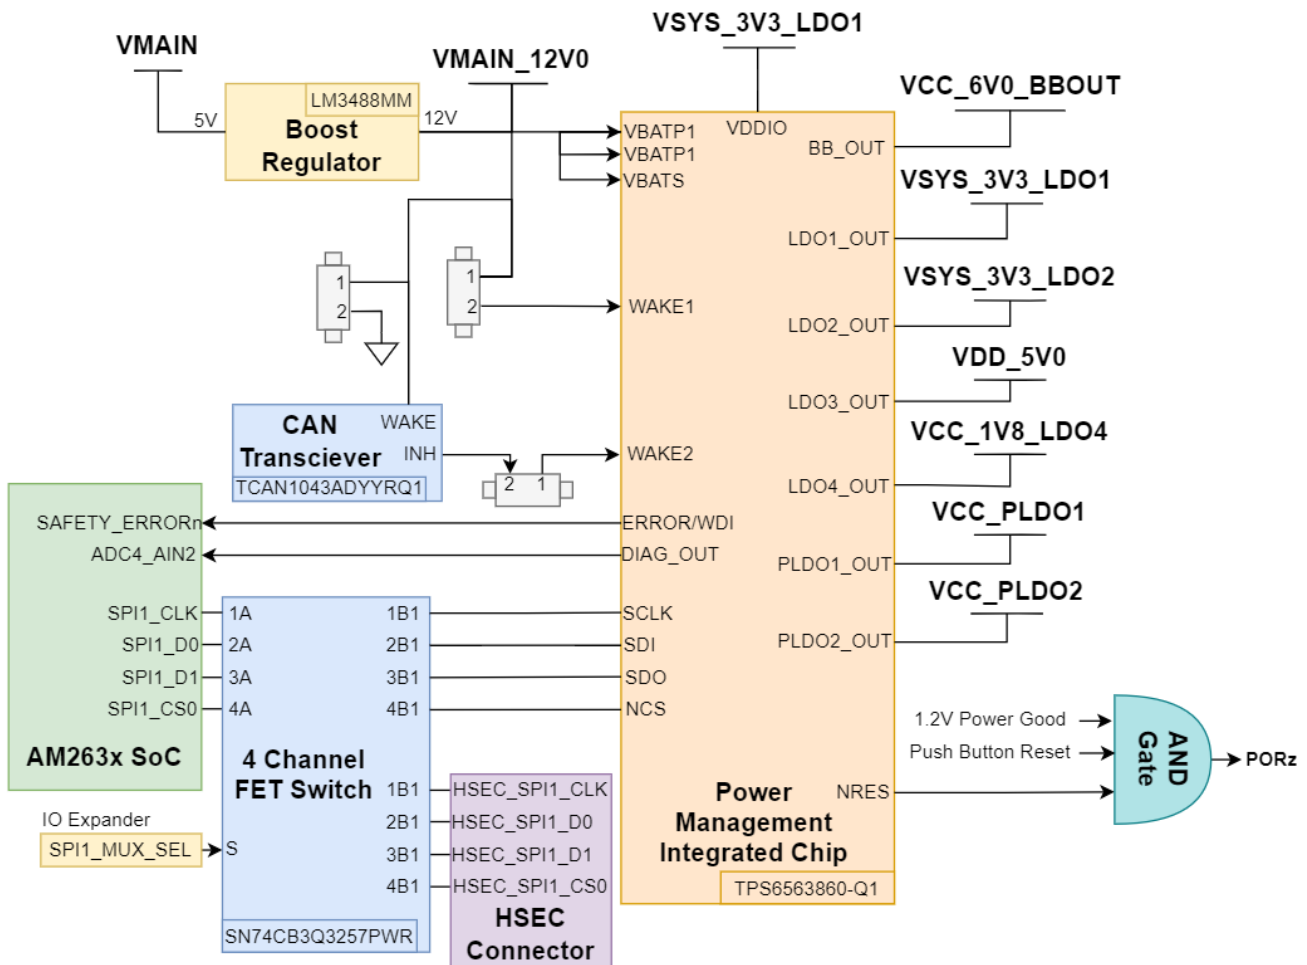 VMAIN
5V
LM3488MM
Boost
Regulator
12V
VMAIN_12V0
VSYS_3V3_LDO1
VDDIO
VBATP1
VBATP1
VBATS
BB_OUT
VCC_6V0_BBOUT
LDO1_OUT
VSYS_3V3_LDO1
LDO2_OUT
VSYS_3V3_LDO2
LDO3_OUT
VDD_5V0
LDO4_OUT
VCC_1V8_LDO4
PLDO1_OUT
VCC_PLDO1
PLDO2_OUT
VCC_PLDO2
1
2
1
2
WAKE1
CAN
Transciever
WAKE
INH
TCAN1043ADYYRQ1
2
1
WAKE2
SAFETY_ERRORn
ERROR/WDI
ADC4_AIN2
DIAG_OUT
SPI1_CLK
1A
1B1
SCLK
SPI1_D0
2A
2B1
SDI
SPI1_D1
3A
3B1
SDO
SPI1_CS0
4A
4B1
NCS
AM263x SoC
4 Channel
FET Switch
1B1
HSEC_SPI1_CLK
2B1
HSEC_SPI1_D0
3B1
HSEC_SPI1_D1
4B1
HSEC_SPI1_CS0
IO Expander
SPI1_MUX_SEL
S
SN74CB3Q3257PWR
HSEC
Connector
Power
Management
Integrated Chip
TPS6563860-Q1
NRES
1.2V Power Good
Push Button Reset
AND
Gate
PORz